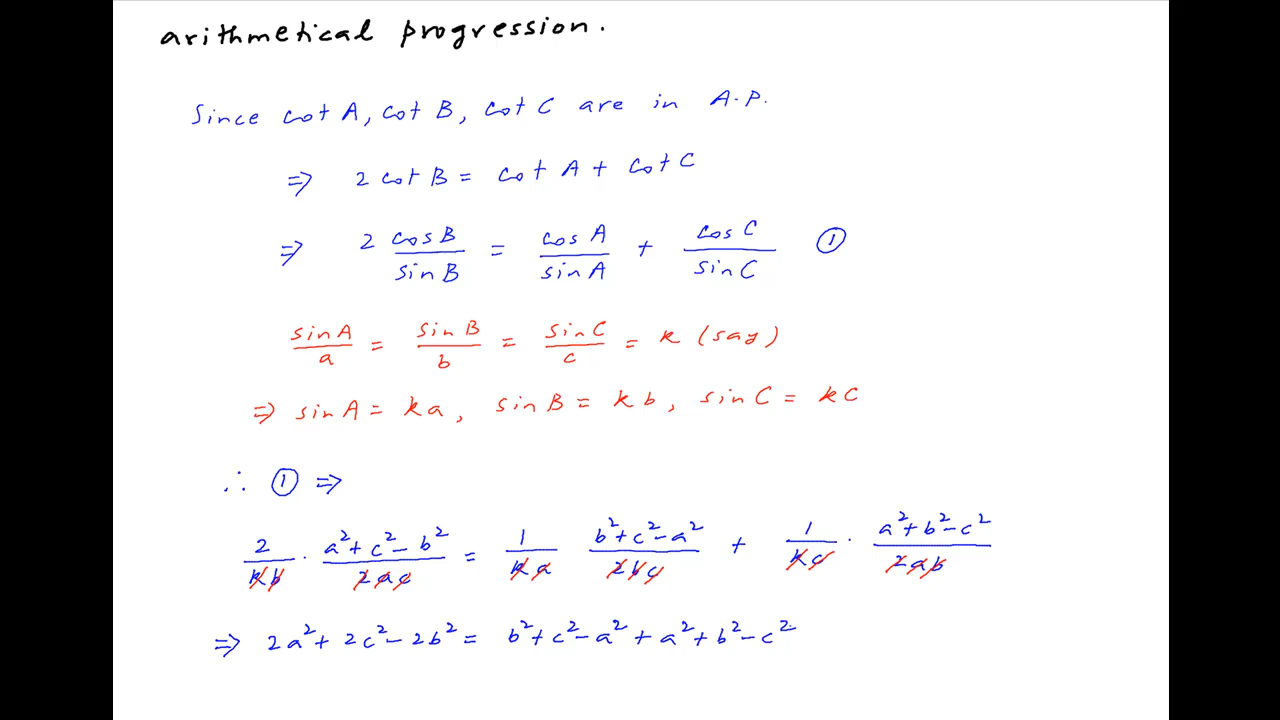 arithmetical progression.
Since cot A, cot B, cot C are in A.P.
⇒ 2 cot B = cot A + cot C
⇒ 2 cos B / sin B = cos A / sin A + cos C / sin C ①
sin A / a = sin B / b = sin C / c = k (say)
⇒ sin A = ka, sin B = kb, sin C = kc
∴ ① ⇒
2 / kb · (a² + c² − b²) / 2ac = 1 / ka (b² + c² − a²) / 2bc + 1 / kc · (a² + b² − c²) / 2ab
⇒ 2a² + 2c² − 2b² = b² + c² − a² + a² + b² − c²